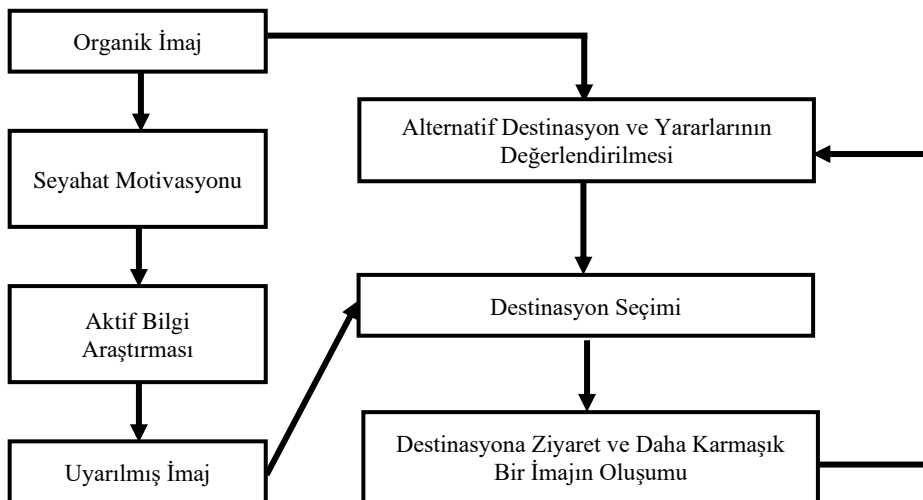 Organik İmaj
Seyahat Motivasyonu
Aktif Bilgi
Araştırması
Uyarılmış İmaj
Alternatif Destinasyon ve Yararlarının
Değerlendirilmesi
Destinasyon Seçimi
Destinasyona Ziyaret ve Daha Karmaşık
Bir İmajın Oluşumu